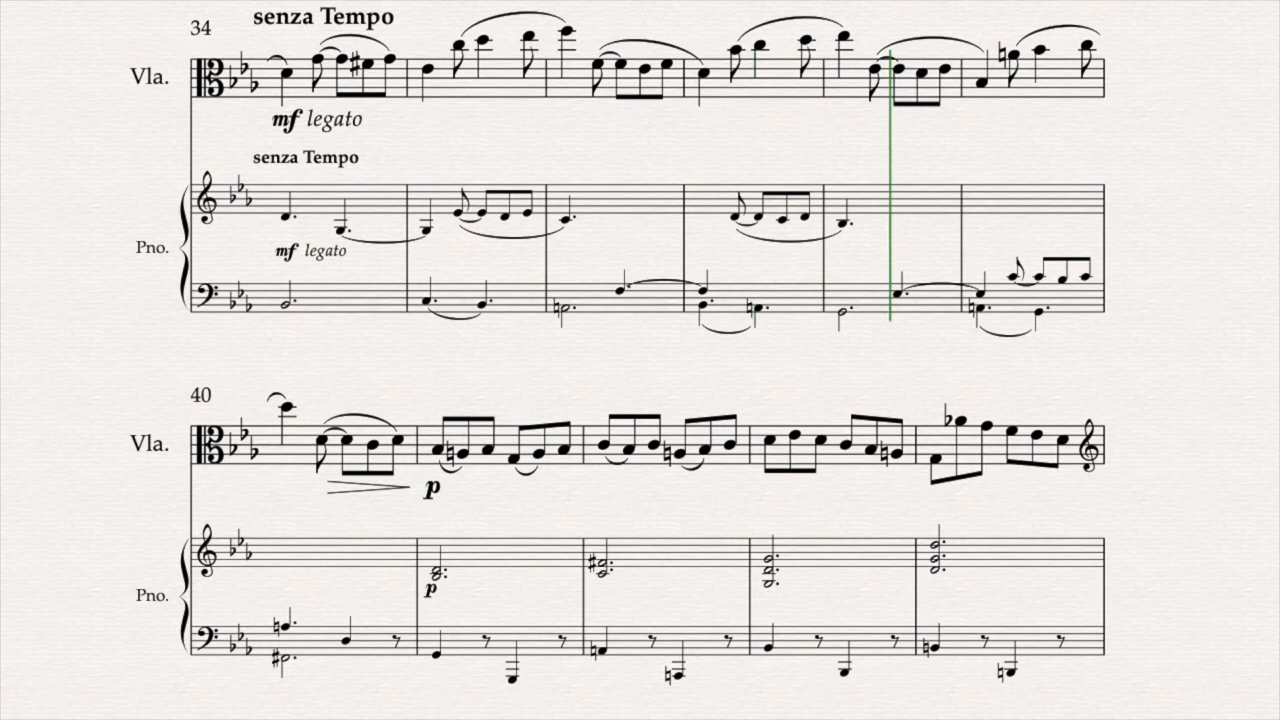 34
senza Tempo
Vla.
mf legato
senza Tempo
Pno.
mf legato
40
Vla.
p
Pno.
p